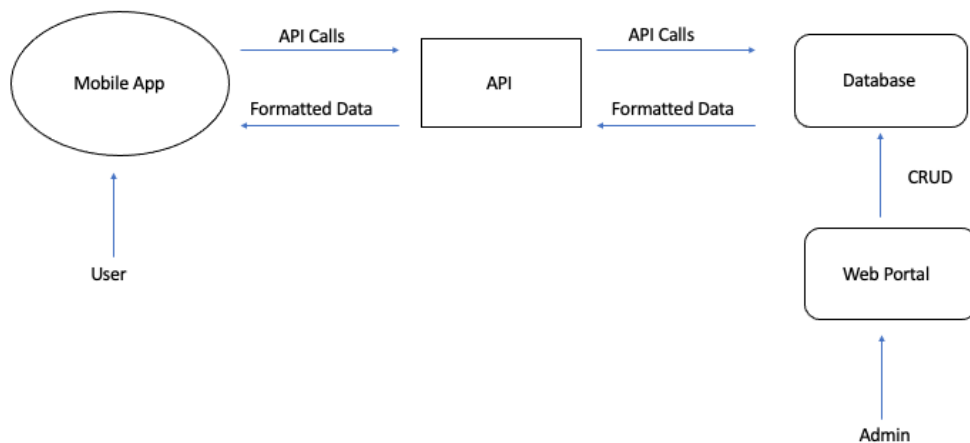 API Calls
API Calls
Mobile App
API
Database
Formatted Data
Formatted Data
CRUD
User
Web Portal
Admin